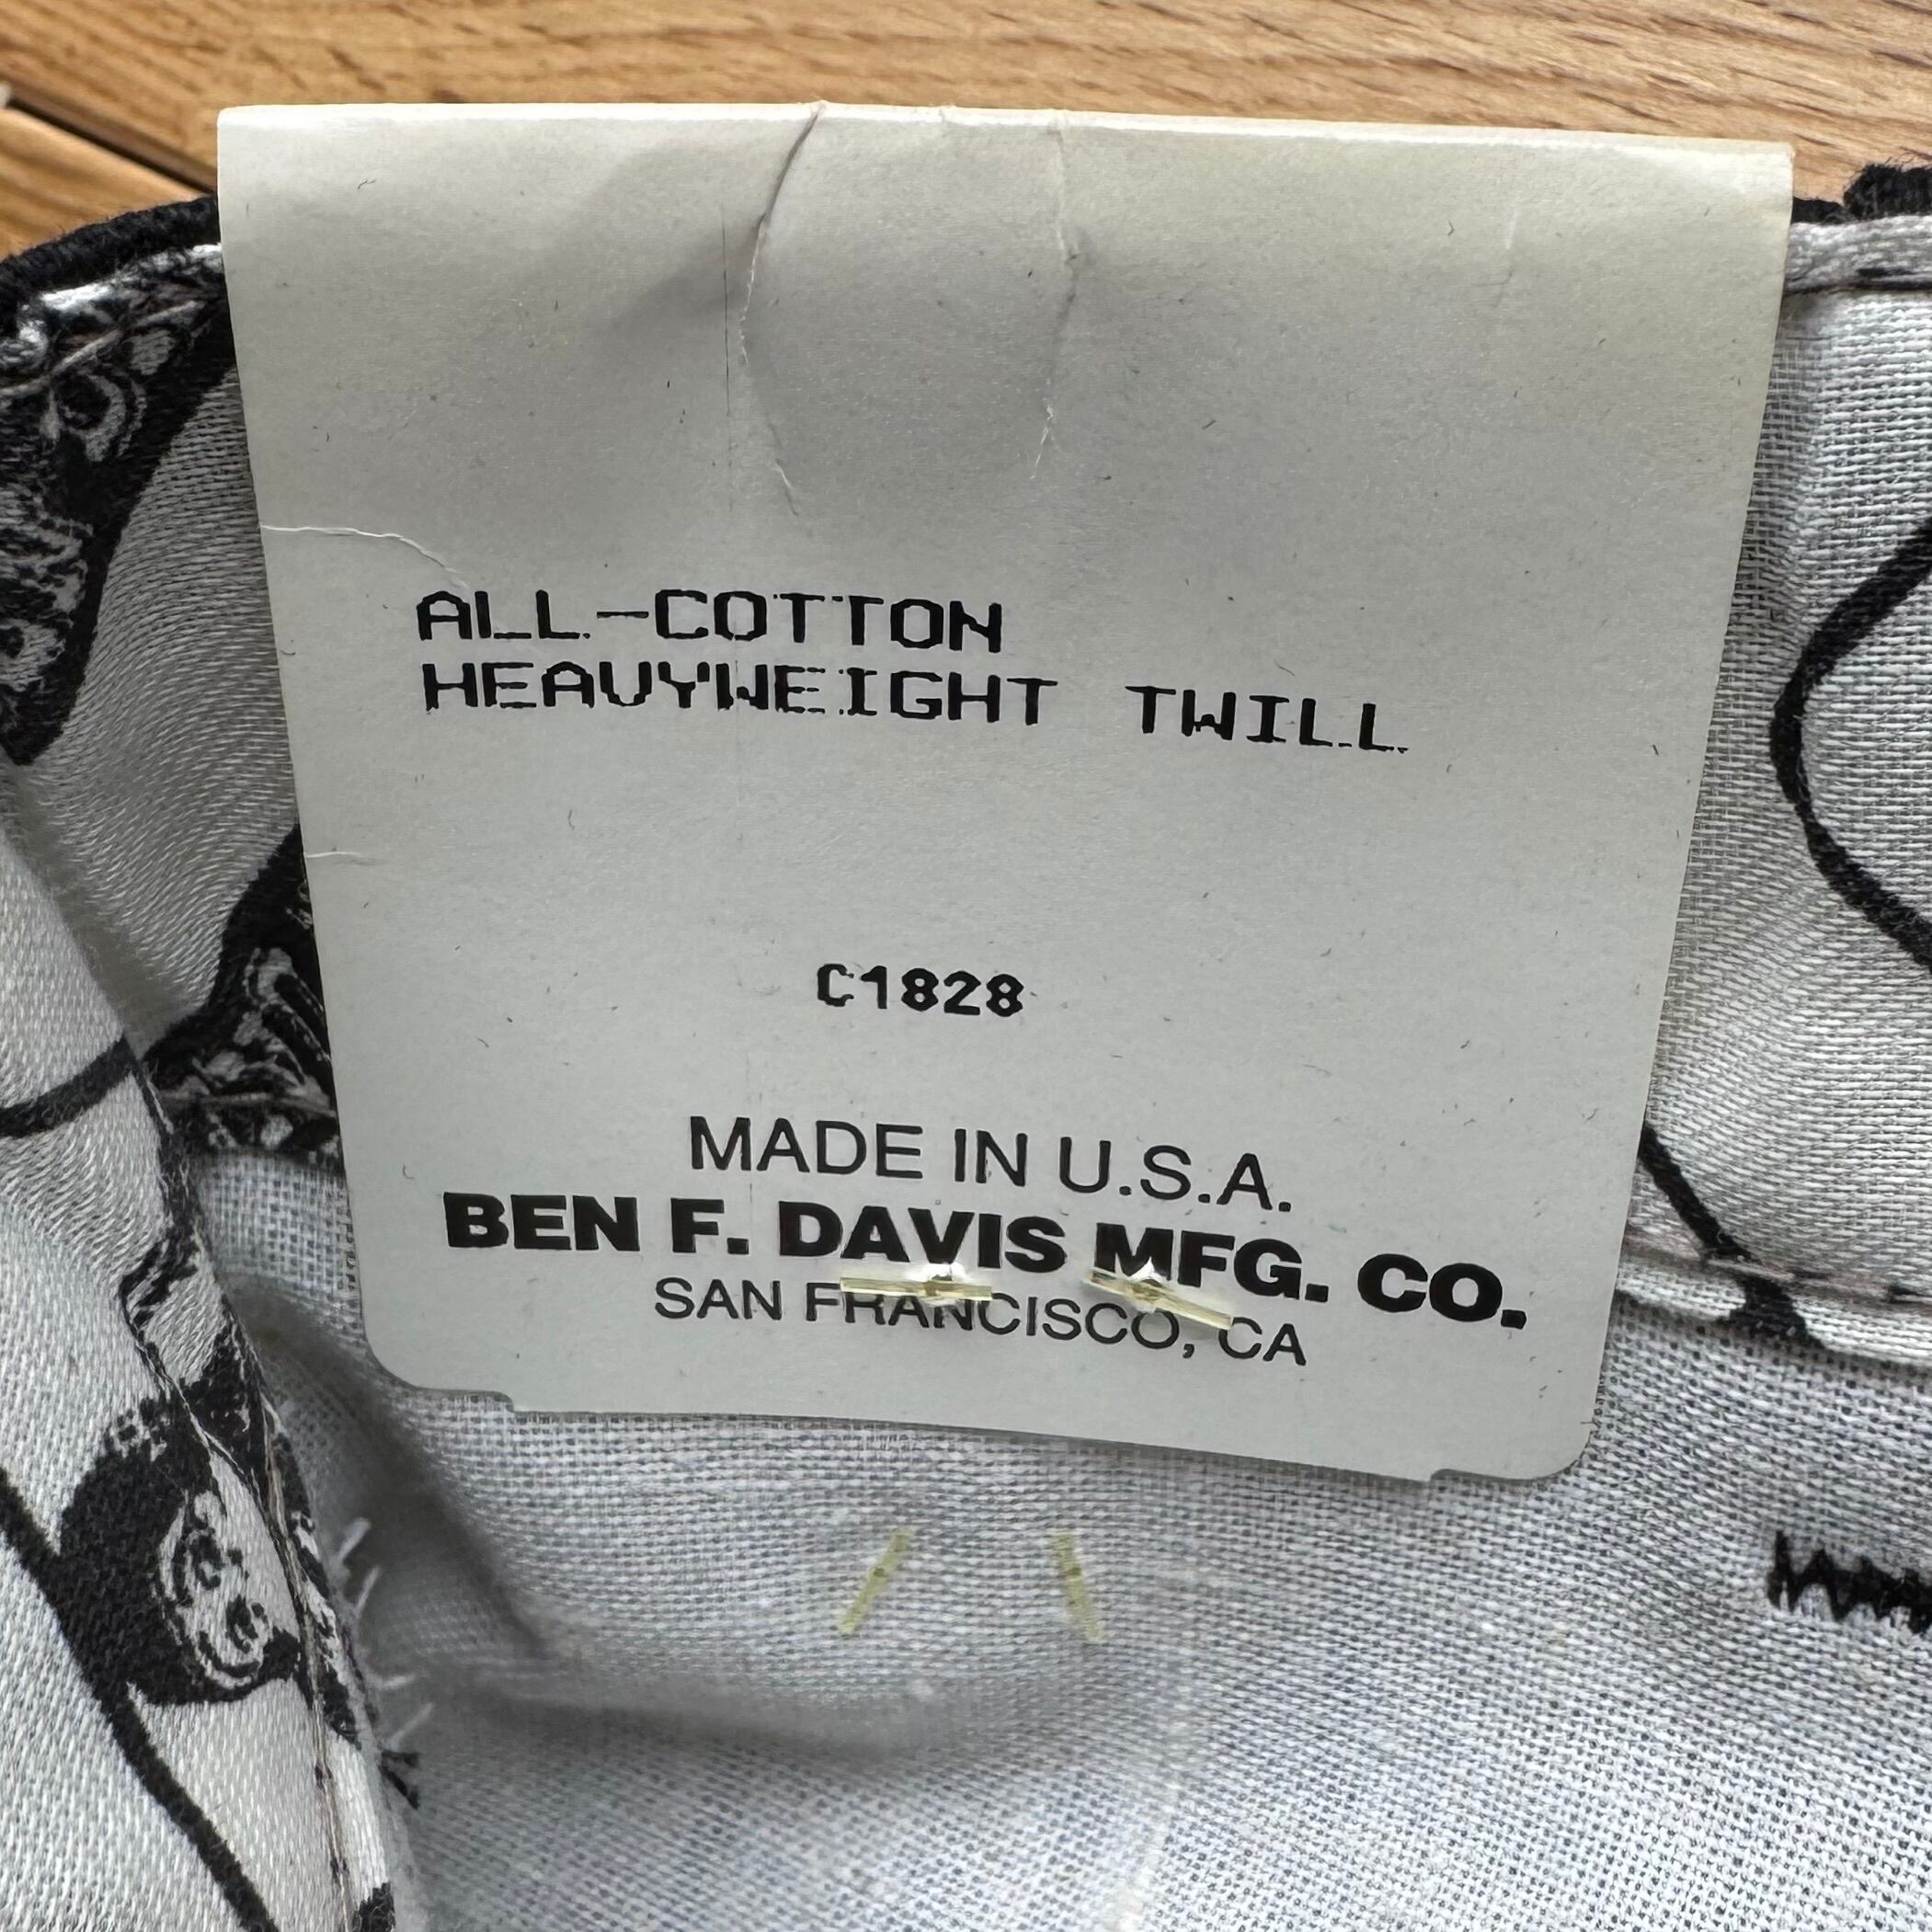 ALL-COTTON
HEAVYWEIGHT TWILL
C1828
MADE IN U.S.A.
BEN F. DAVIS MFG. CO.
SAN FRANCISCO, CA